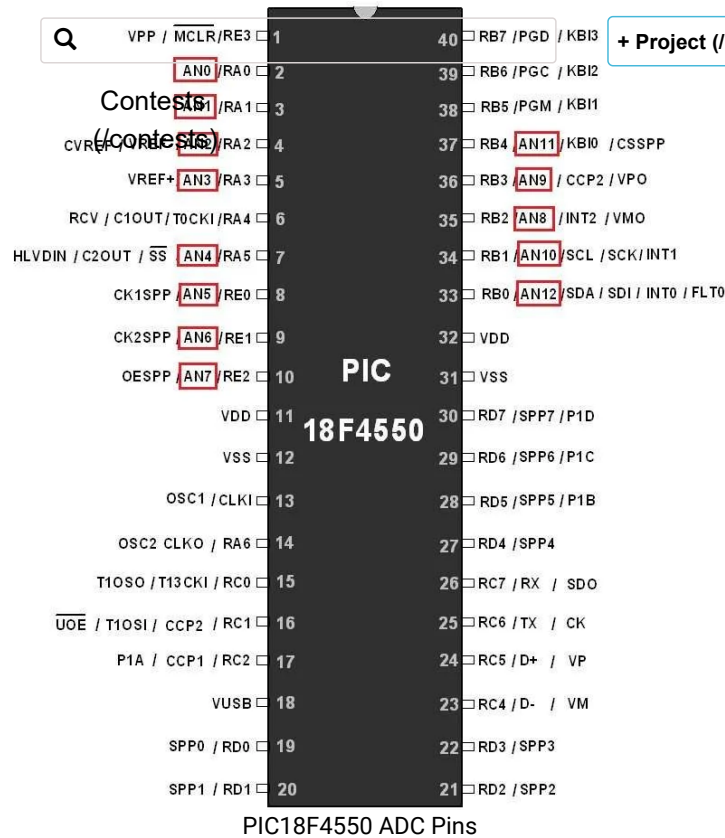 + Project (/
Contests
(/contests)
VPP / MCLR/RE3 1
AN0 /RA0 2
AN1 /RA1 3
CVREF / VREF- AN2 /RA2 4
VREF+ AN3 /RA3 5
RCV / C1OUT/T0CKI/RA4 6
HLVDIN / C2OUT / SS AN4 /RA5 7
CK1SPP / AN5 /RE0 8
CK2SPP / AN6 /RE1 9
OESPP / AN7 /RE2 10
VDD 11
VSS 12
OSC1 /CLKI 13
OSC2 CLKO / RA6 14
T1OSO / T13CKI / RC0 15
UOE / T1OSI / CCP2 / RC1 16
P1A / CCP1 / RC2 17
VUSB 18
SPP0 / RD0 19
SPP1 / RD1 20
PIC
18F4550
40 RB7 /PGD / KBI3
39 RB6 /PGC / KBI2
38 RB5 /PGM / KBI1
37 RB4 / AN11 /KBI0 /CSSPP
36 RB3 / AN9 / CCP2 / VPO
35 RB2 / AN8 /INT2 / VMO
34 RB1 / AN10 /SCL /SCK/INT1
33 RB0 / AN12 /SDA / SDI / INT0 / FLT0
32 VDD
31 VSS
30 RD7 /SPP7 /P1D
29 RD6 /SPP6 /P1C
28 RD5 /SPP5 /P1B
27 RD4 /SPP4
26 RC7 / RX / SDO
25 RC6 /TX / CK
24 RC5 / D+ / VP
23 RC4 / D- / VM
22 RD3 /SPP3
21 RD2 / SPP2
PIC18F4550 ADC Pins